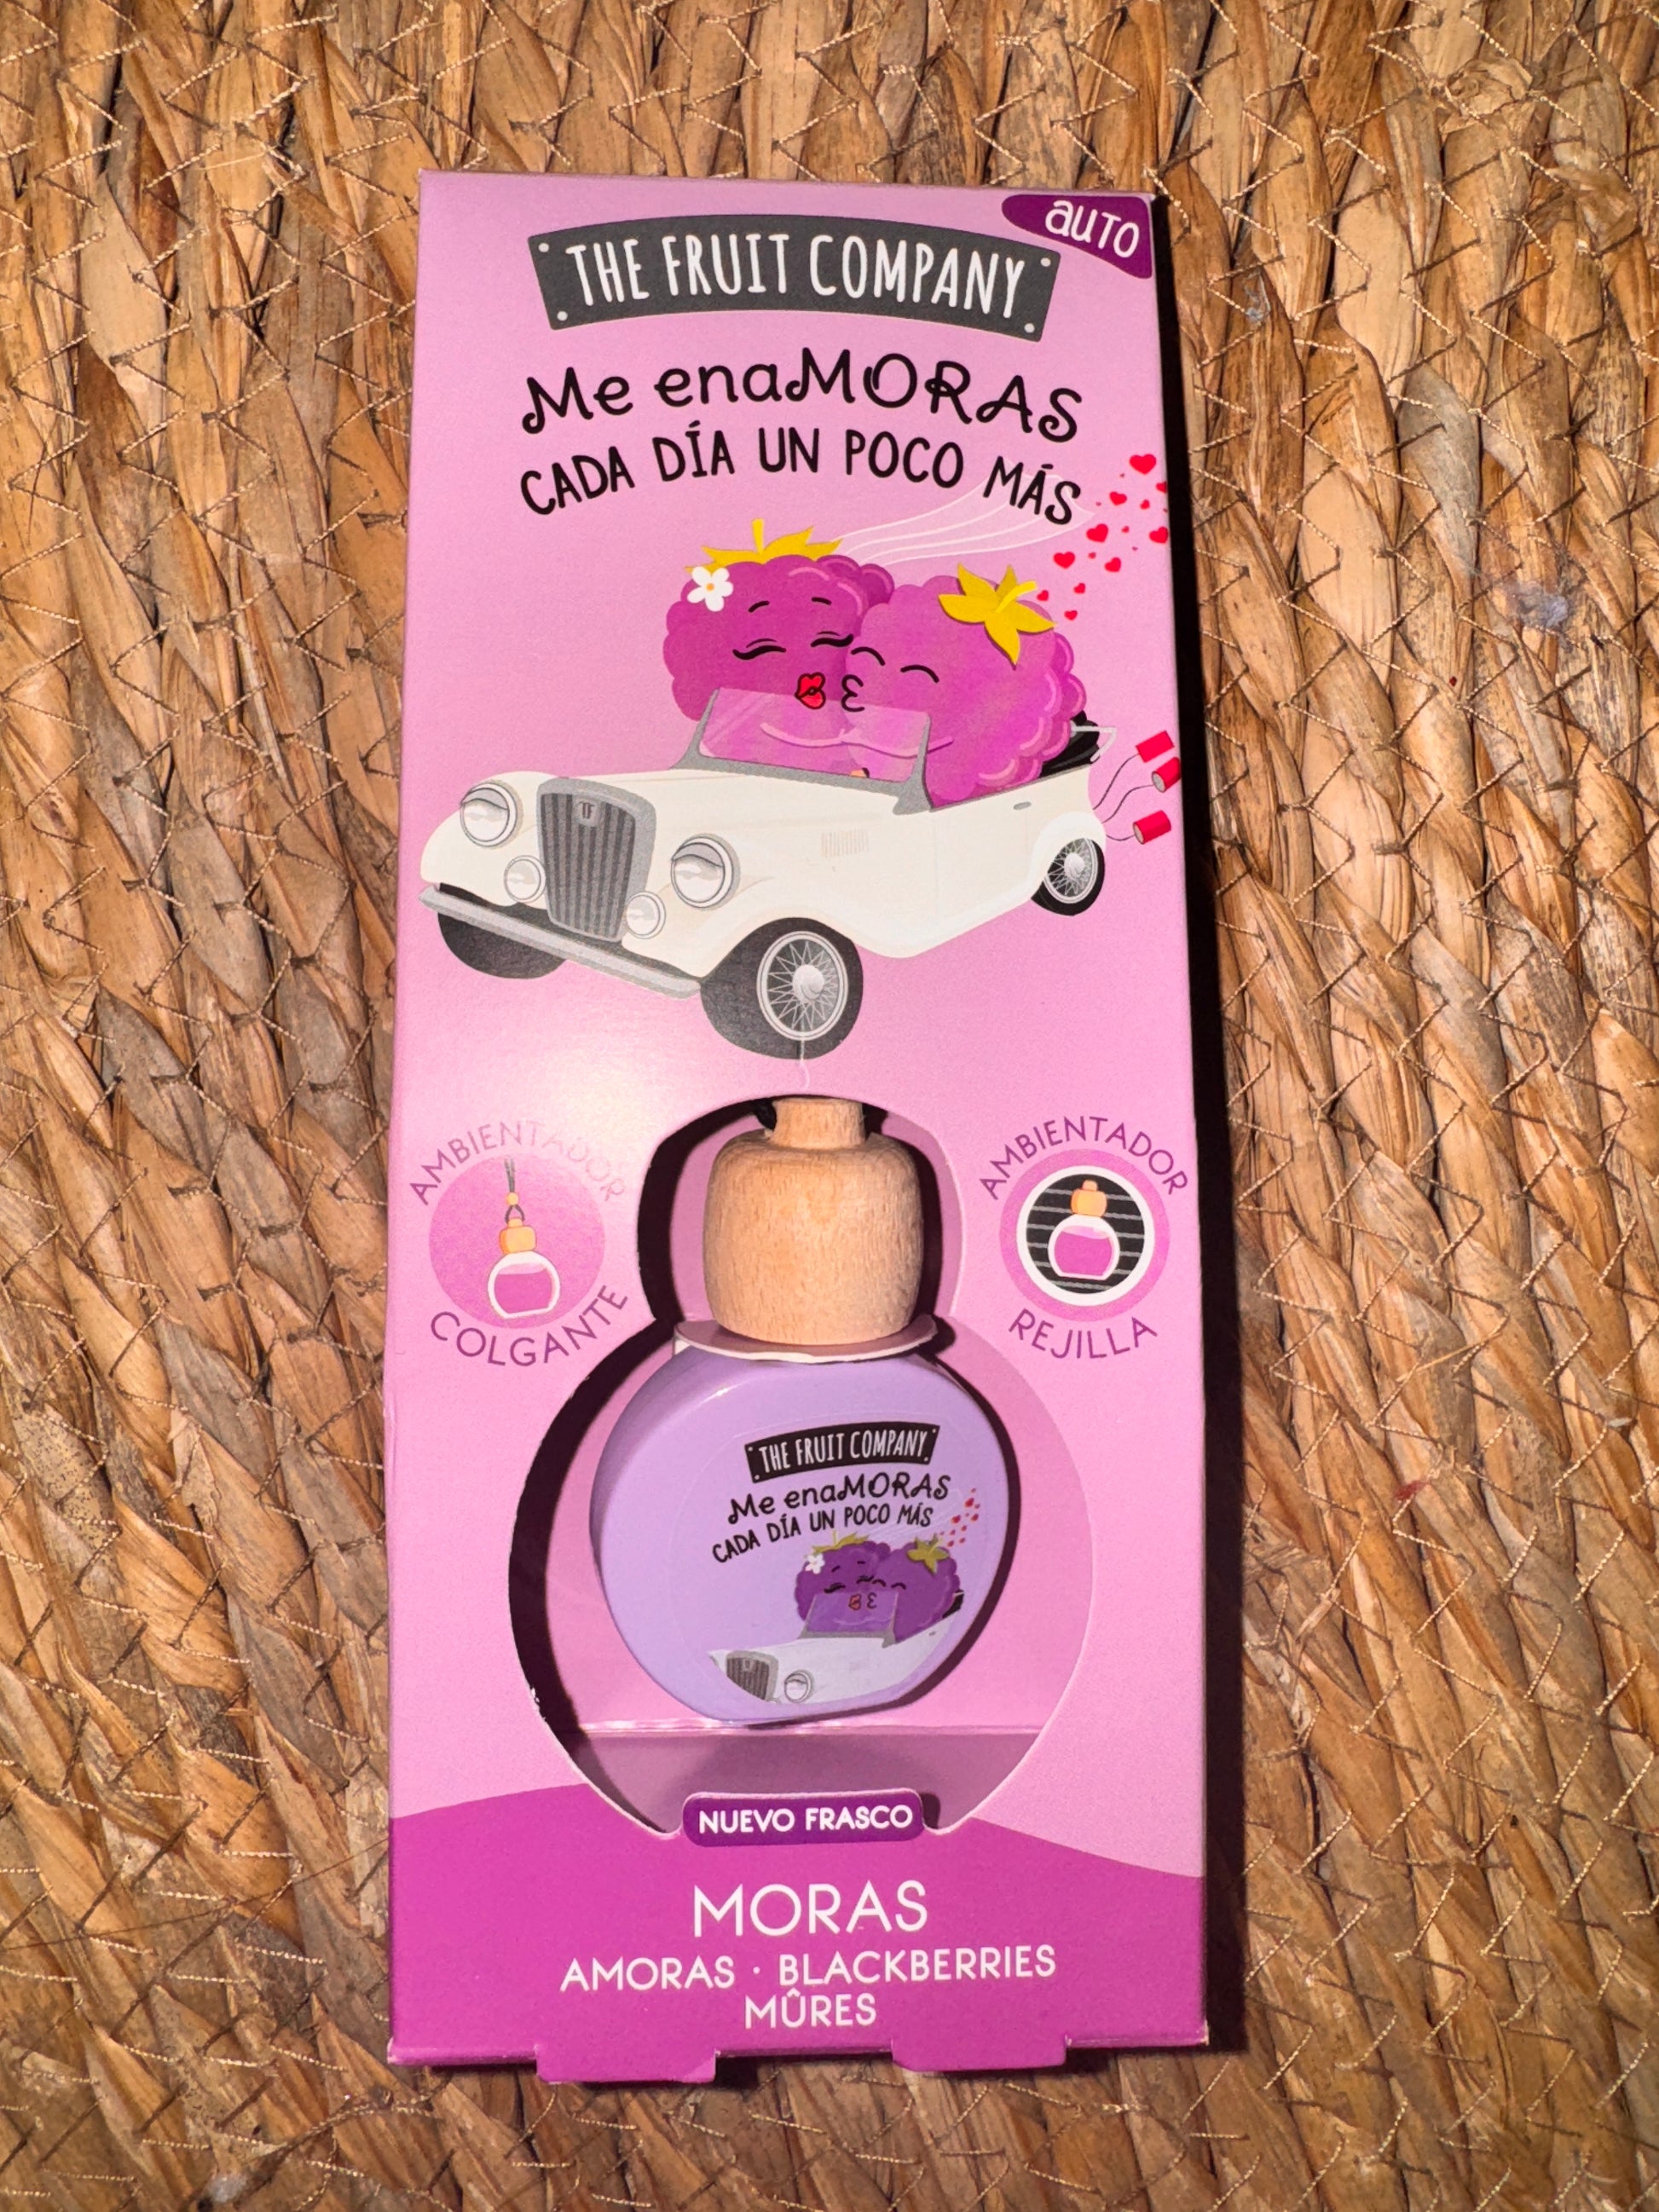 auTO
THE FRUIT COMPANY
Me enaMORAS
CADA DÍA UN POCO MÁS
AMBIENTADOR
COLGANTE
AMBIENTADOR
REJILLA
THE FRUIT COMPANY
Me enaMORAS
CADA DÍA UN POCO MÁS
NUEVO FRASCO
MORAS
AMORAS · BLACKBERRIES
MÛRES